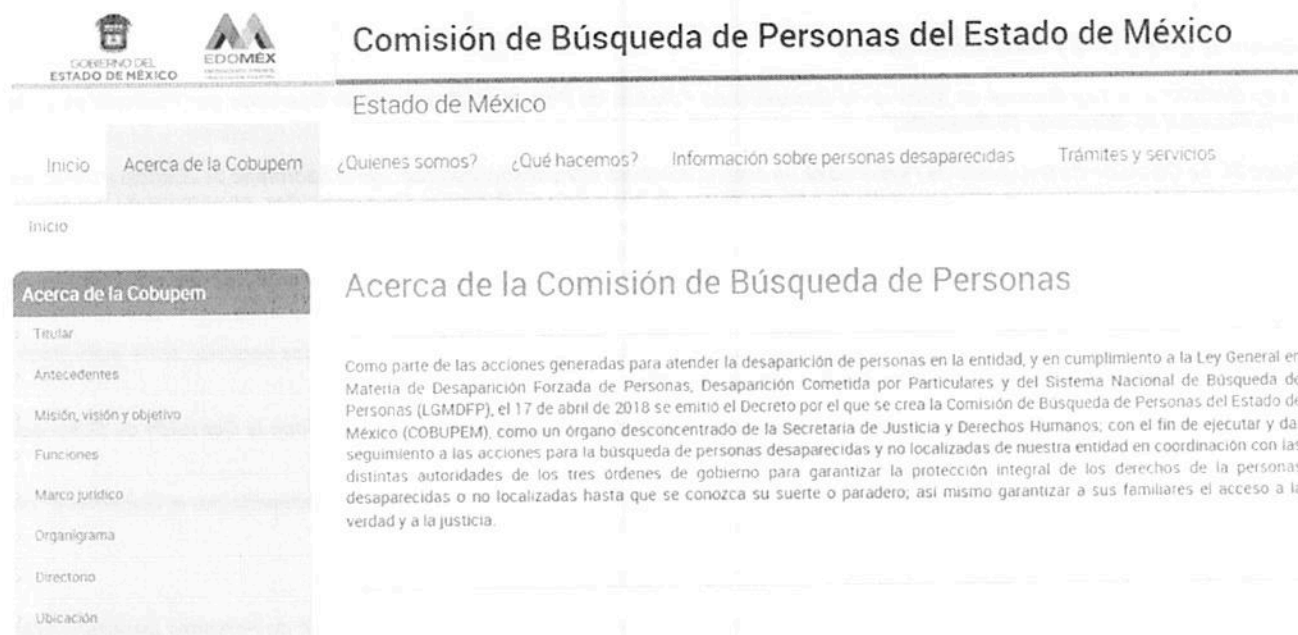 Comisión de Búsqueda de Personas del Estado de México
GOBIERNO DEL
ESTADO DE MÉXICO
EDOMÉX
Estado de México
Inicio
Acerca de la Cobupem
¿Quienes somos?
¿Qué hacemos?
Información sobre personas desaparecidas
Trámites y servicios
Inicio
Acerca de la Cobupem
Titular
Antecedentes
Misión, visión y objetivo
Funciones
Marco jurídico
Organigrama
Directorio
Ubicación
Acerca de la Comisión de Búsqueda de Personas
Como parte de las acciones generadas para atender la desaparición de personas en la entidad, y en cumplimiento a la Ley General en
Materia de Desaparición Forzada de Personas, Desaparición Cometida por Particulares y del Sistema Nacional de Búsqueda de
Personas (LGMDFP), el 17 de abril de 2018 se emitió el Decreto por el que se crea la Comisión de Búsqueda de Personas del Estado de
México (COBUPEM), como un órgano desconcentrado de la Secretaría de Justicia y Derechos Humanos; con el fin de ejecutar y da
seguimiento a las acciones para la búsqueda de personas desaparecidas y no localizadas de nuestra entidad en coordinación con las
distintas autoridades de los tres órdenes de gobierno para garantizar la protección integral de los derechos de la personas
desaparecidas o no localizadas hasta que se conozca su suerte o paradero; asi mismo garantizar a sus familiares el acceso a la
verdad y a la justicia.